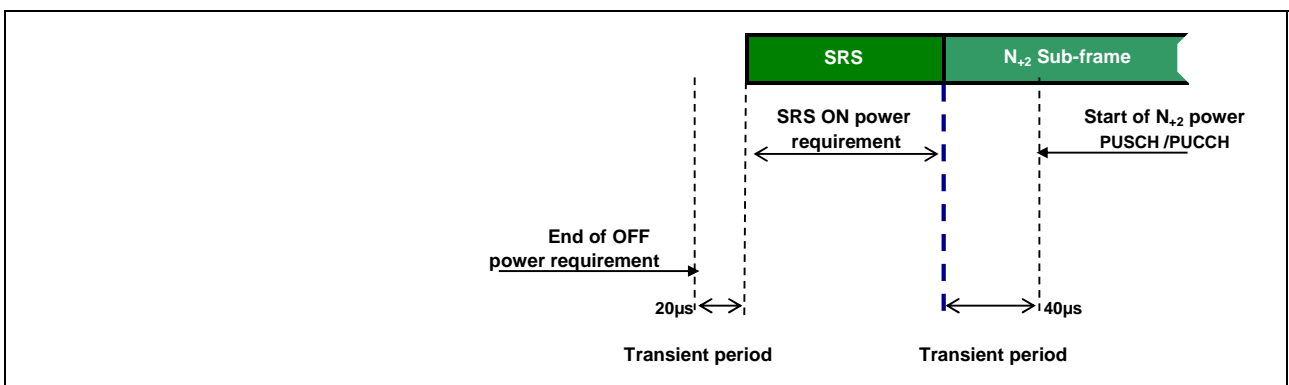 SRS
N+2 Sub-frame
SRS ON power
requirement
Start of N+2 power
PUSCH /PUCCH
End of OFF
power requirement
20µs
40µs
Transient period
Transient period